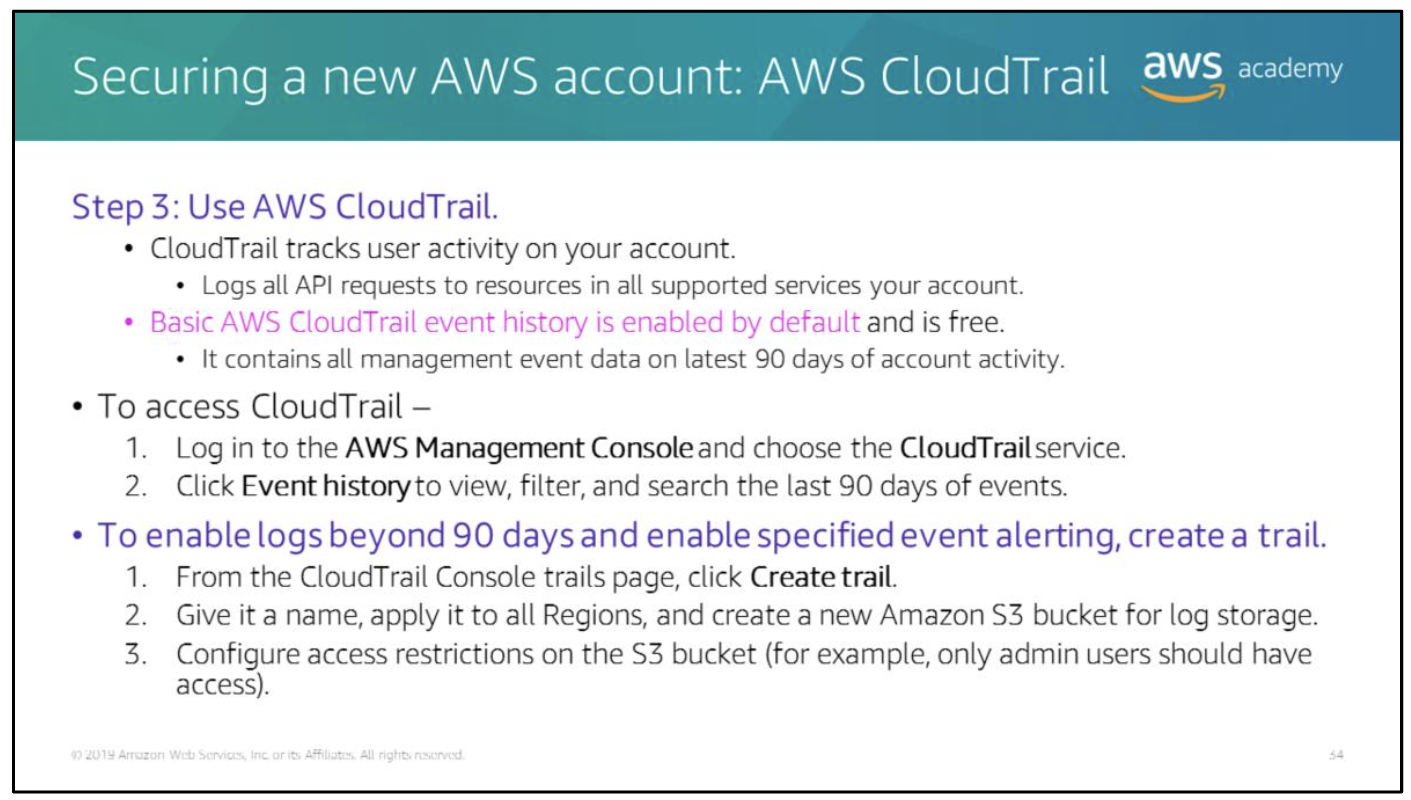 Securing a new AWS account: AWS CloudTrail
aws academy
Step 3: Use AWS CloudTrail.
• CloudTrail tracks user activity on your account.
• Logs all API requests to resources in all supported services your account.
• Basic AWS CloudTrail event history is enabled by default and is free.
• It contains all management event data on latest 90 days of account activity.
• To access CloudTrail –
1. Log in to the AWS Management Console and choose the CloudTrail service.
2. Click Event history to view, filter, and search the last 90 days of events.
• To enable logs beyond 90 days and enable specified event alerting, create a trail.
1. From the CloudTrail Console trails page, click Create trail.
2. Give it a name, apply it to all Regions, and create a new Amazon S3 bucket for log storage.
3. Configure access restrictions on the S3 bucket (for example, only admin users should have
access).
© 2019 Amazon Web Services, Inc. or its Affiliates. All rights reserved.
34